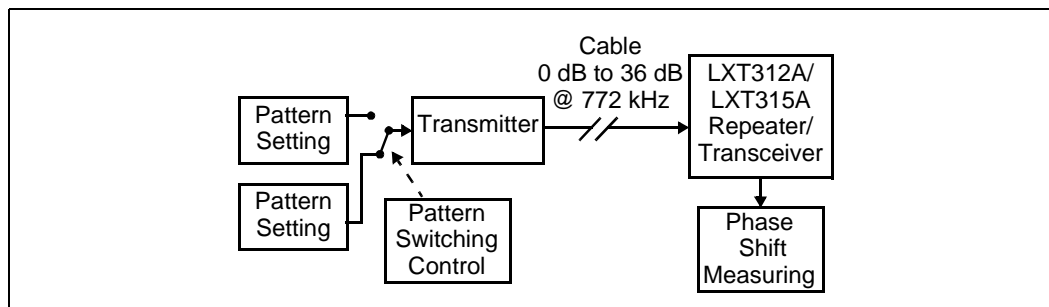 Pattern
Setting
Pattern
Setting
Pattern
Switching
Control
Transmitter
Cable
0 dB to 36 dB
@ 772 kHz
LXT312A/
LXT315A
Repeater/
Transceiver
Phase
Shift
Measuring